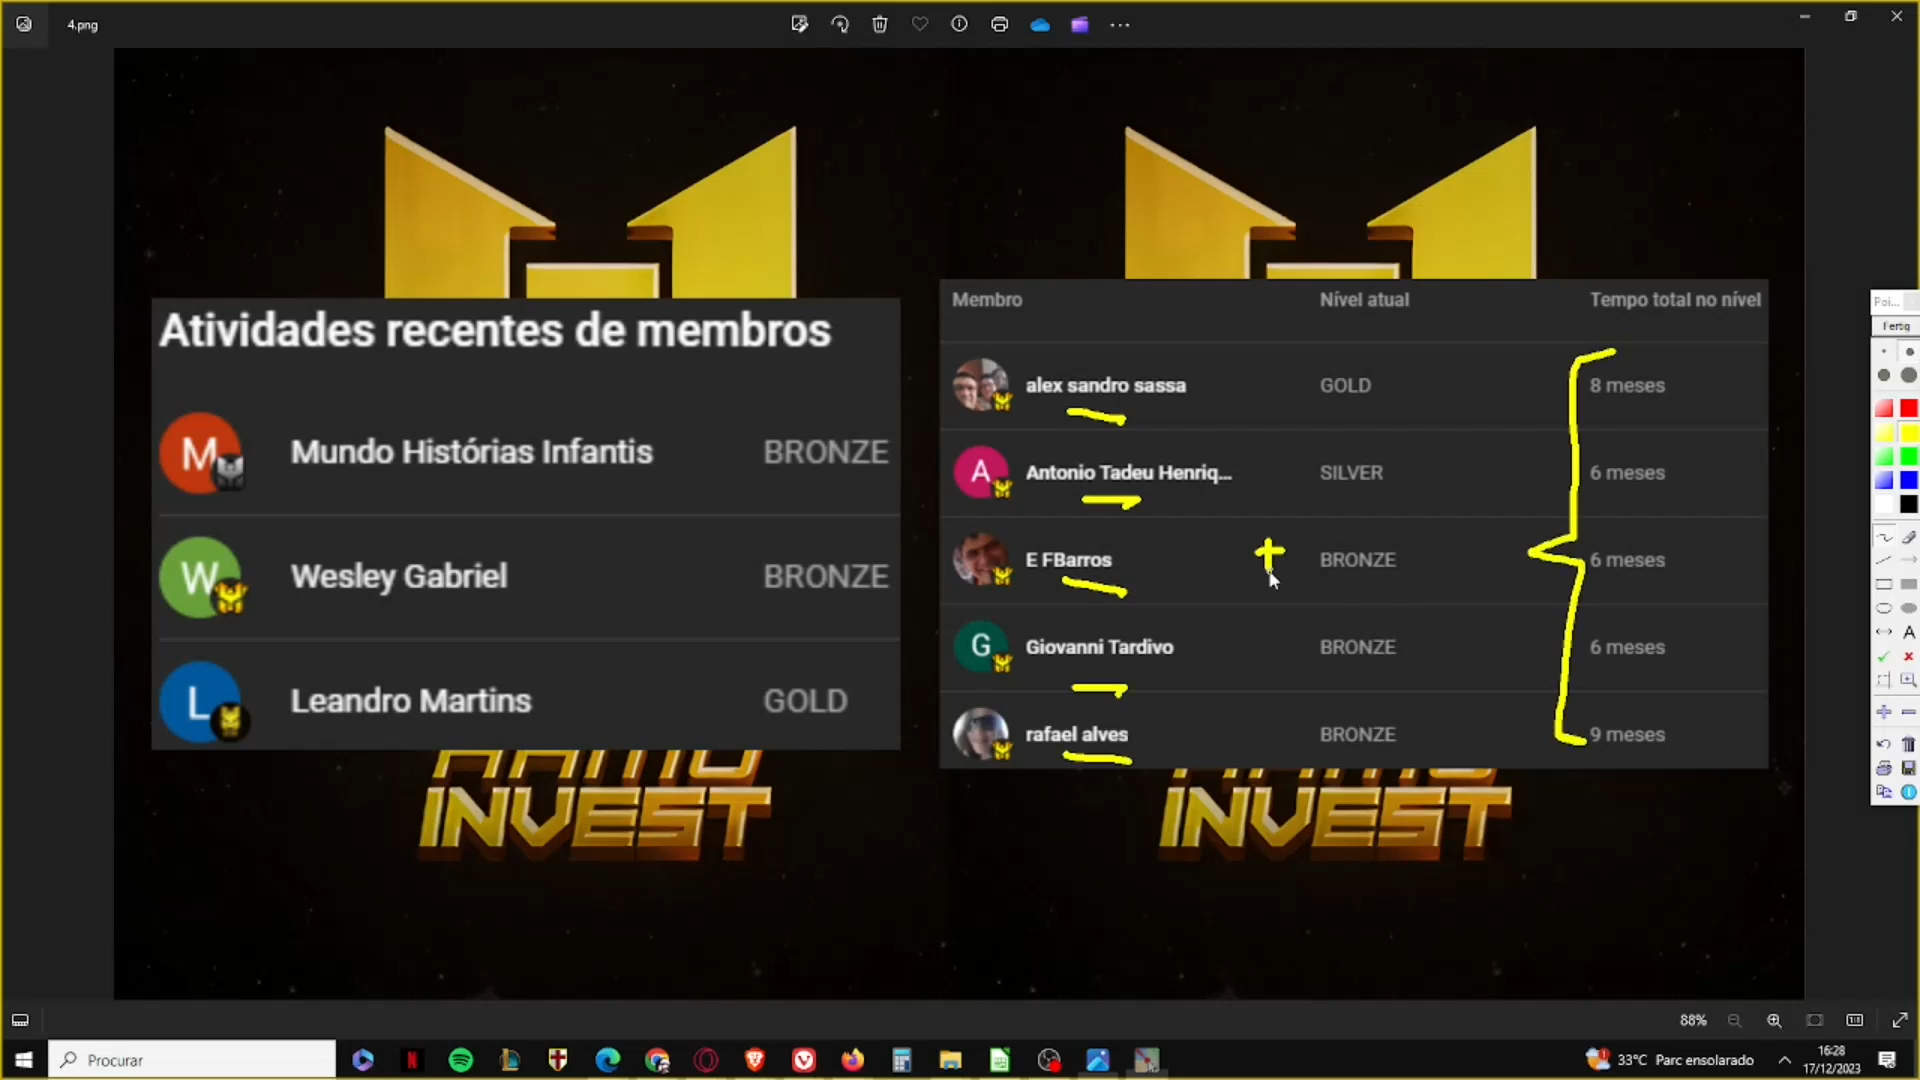 4.png
Atividades recentes de membros
M Mundo Histórias Infantis BRONZE
W Wesley Gabriel BRONZE
L Leandro Martins GOLD
INVEST
Membro Nível atual Tempo total no nível
alex sandro sassa GOLD 8 meses
A Antonio Tadeu Henriq... SILVER 6 meses
E FBarros BRONZE 6 meses
G Giovanni Tardivo BRONZE 6 meses
rafael alves BRONZE 9 meses
INVEST
Poi...
Fertig
A
88%
Procurar
33°C Parc ensolarado
16:28
17/12/2023